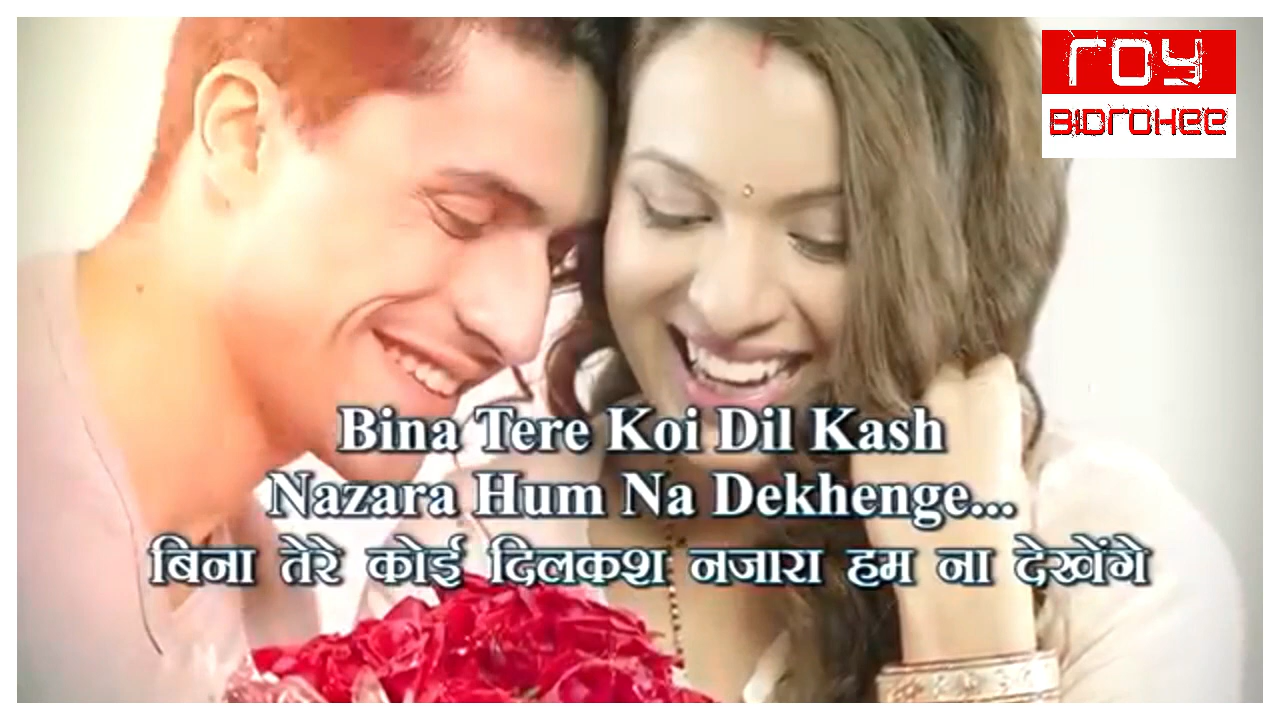 ROY
BIDROHEE
Bina Tere Koi Dil Kash
Nazara Hum Na Dekhenge...
बिना तेरे कोई दिलकश नजारा हम ना देखेंगे